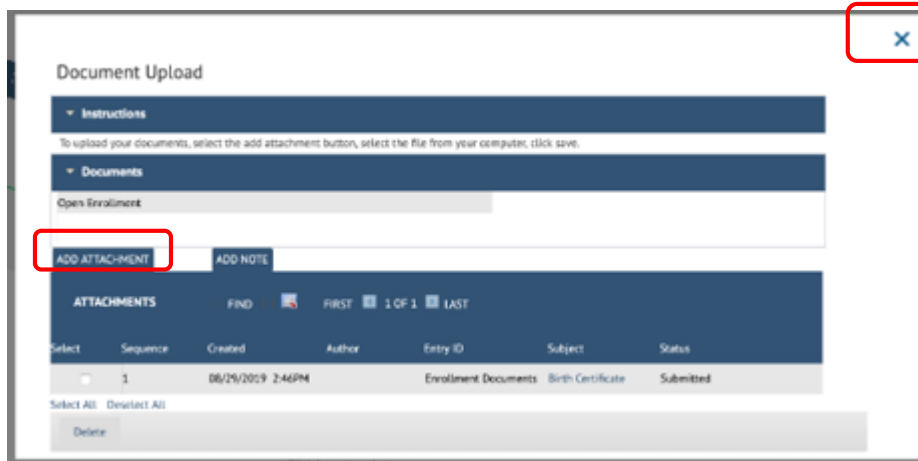 Document Upload
Instructions
To upload your documents, select the add attachment button, select the file from your computer, click save.
Documents
Open Enrollment
ADD ATTACHMENT ADD NOTE
ATTACHMENTS FIND FIRST 1 OF 1 LAST
Select Sequence Created Author Entry ID Subject Status
1 08/29/2019 2:46PM Enrollment Documents Birth Certificate Submitted
Select All Deselect All
Delete